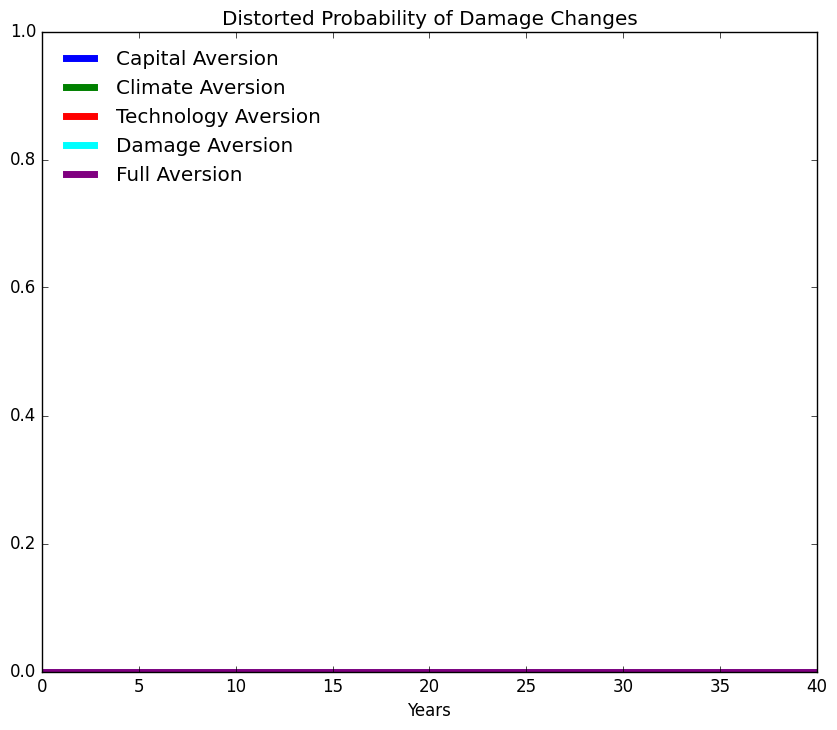 Distorted Probability of Damage Changes
1.0
Capital Aversion
Climate Aversion
Technology Aversion
Damage Aversion
Full Aversion
0.8
0.6
0.4
0.2
0.0
0 5 10 15 20 25 30 35 40
Years